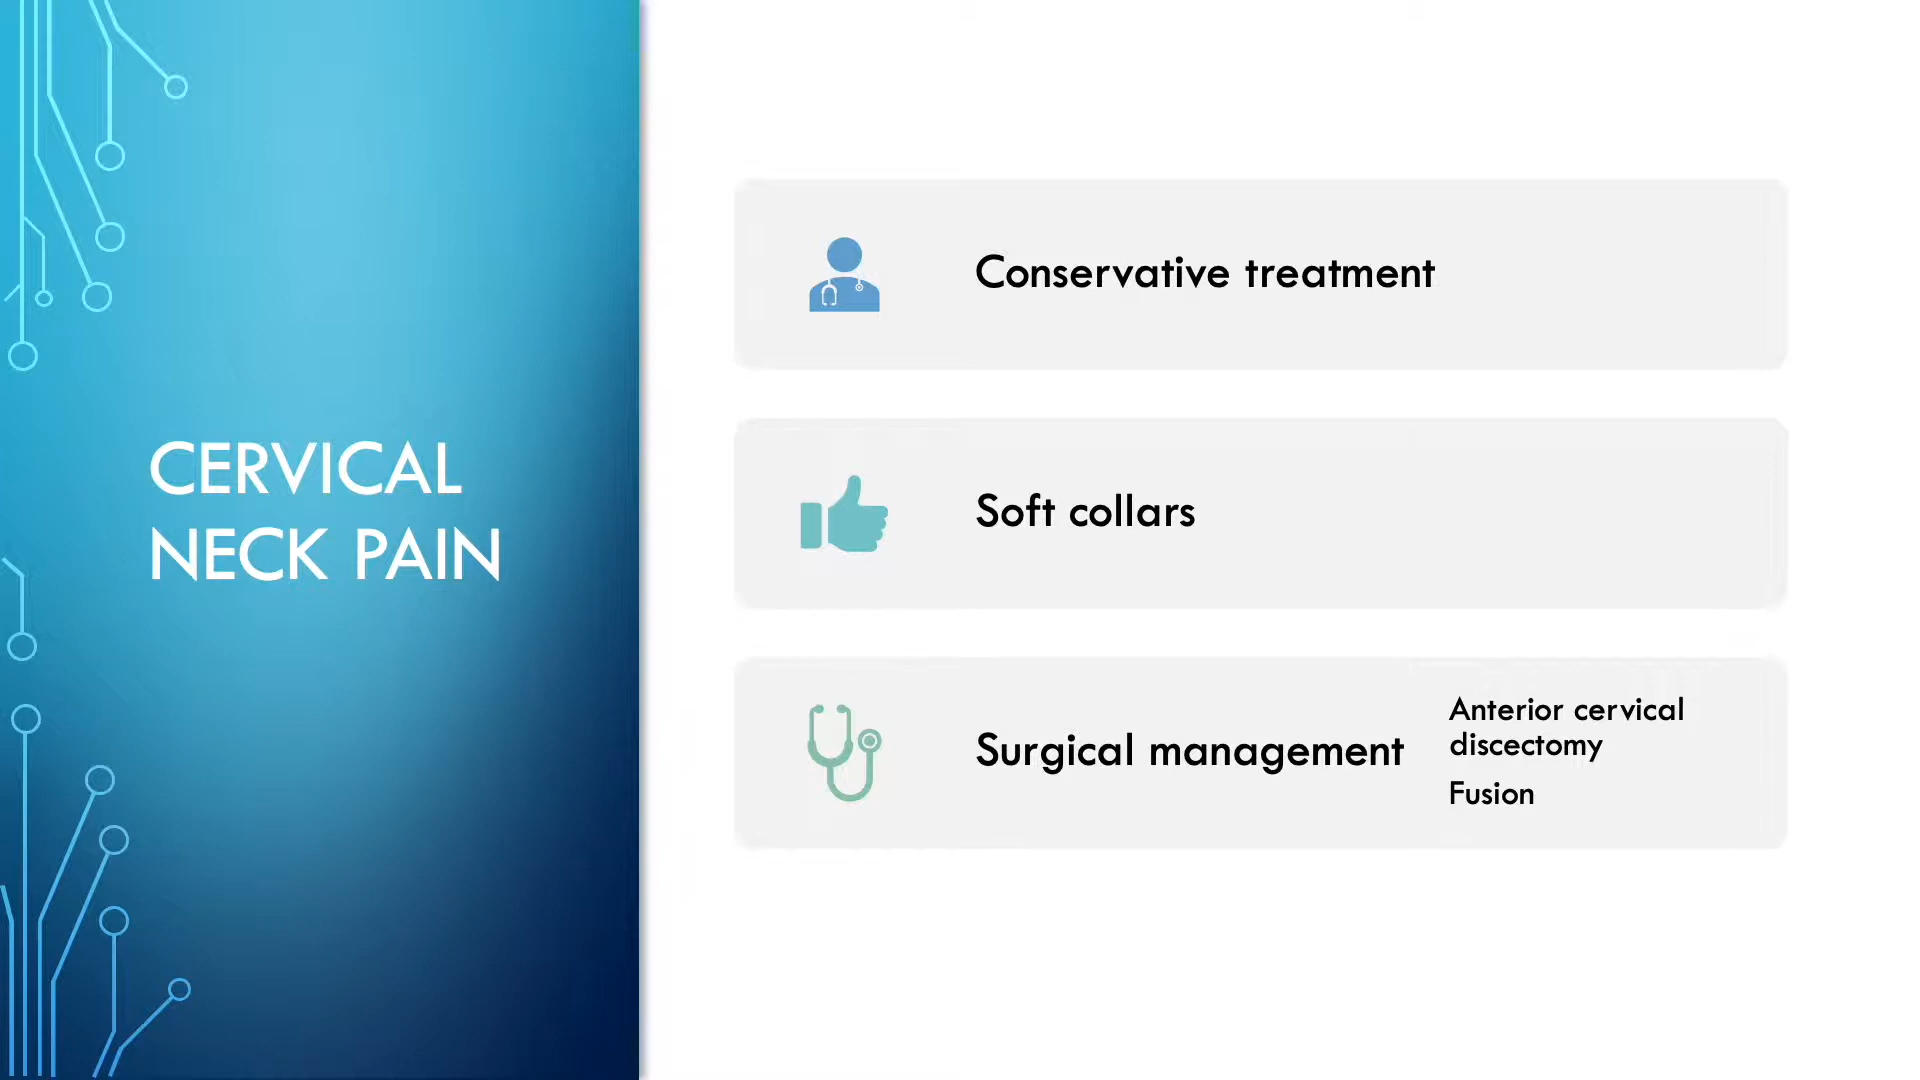 CERVICAL
NECK PAIN
Conservative treatment
Soft collars
Surgical management
Anterior cervical
discectomy
Fusion